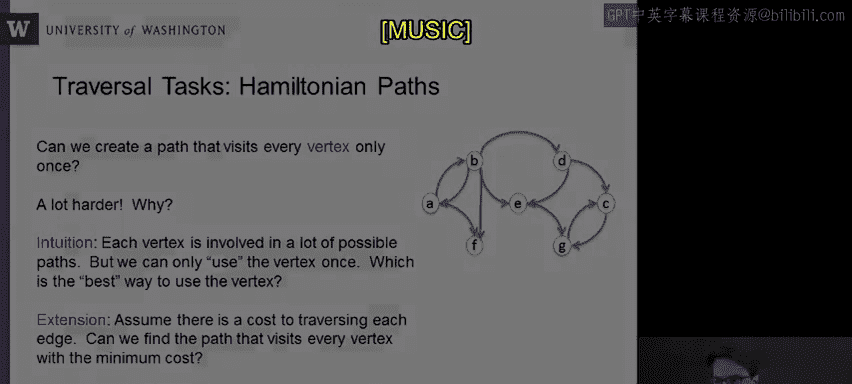 W UNIVERSITY of WASHINGTON
[MUSIC]
GPT中英字幕课程资源@bilibili.com
Traversal Tasks: Hamiltonian Paths
Can we create a path that visits every vertex only
once?
A lot harder! Why?
Intuition: Each vertex is involved in a lot of possible
paths. But we can only “use” the vertex once. Which
is the “best” way to use the vertex?
Extension: Assume there is a cost to traversing each
edge. Can we find the path that visits every vertex
with the minimum cost?
b
d
a
e
c
f
g